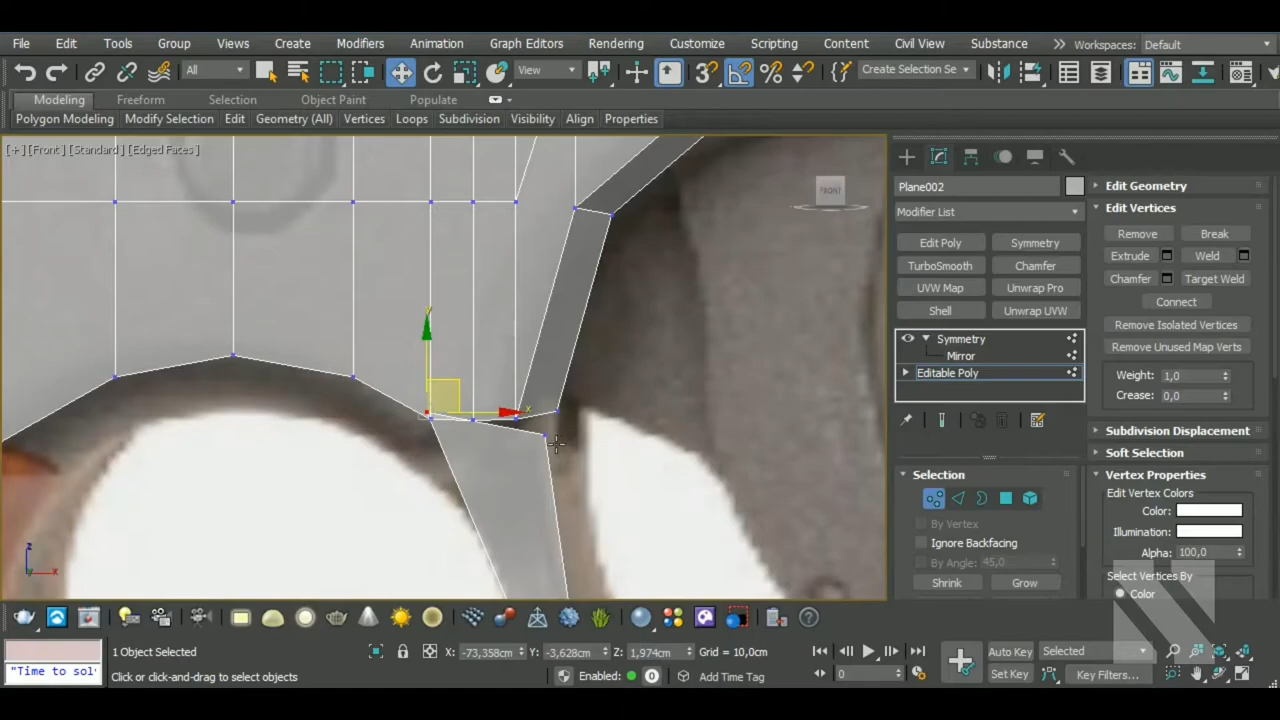 File Edit Tools Group Views Create Modifiers Animation Graph Editors Rendering Customize Scripting Content Civil View Substance Workspaces: Default
All View Create Selection Se
Modeling Freeform Selection Object Paint Populate
Polygon Modeling Modify Selection Edit Geometry (All) Vertices Loops Subdivision Visibility Align Properties
[+] [Front] [Standard] [Edged Faces]
FRONT
Plane002
Modifier List
Edit Poly Symmetry
TurboSmooth Chamfer
UVW Map Unwrap Pro
Shell Unwrap UVW
Symmetry
Mirror
Editable Poly
Selection
By Vertex
Ignore Backfacing
By Angle: 45,0
Shrink Grow
Edit Geometry
Edit Vertices
Remove Break
Extrude Weld
Chamfer Target Weld
Connect
Remove Isolated Vertices
Remove Unused Map Verts
Weight: 1,0
Crease: 0,0
Subdivision Displacement
Soft Selection
Vertex Properties
Edit Vertex Colors
Color:
Illumination:
Alpha: 100,0
Select Vertices By
Color
y
x
z
x
1 Object Selected X: -73,358cm Y: -3,628cm Z: 1,974cm Grid = 10,0cm Auto Key Selected
"Time to sol Click or click-and-drag to select objects Enabled: 0 Add Time Tag 0 Set Key Key Filters...